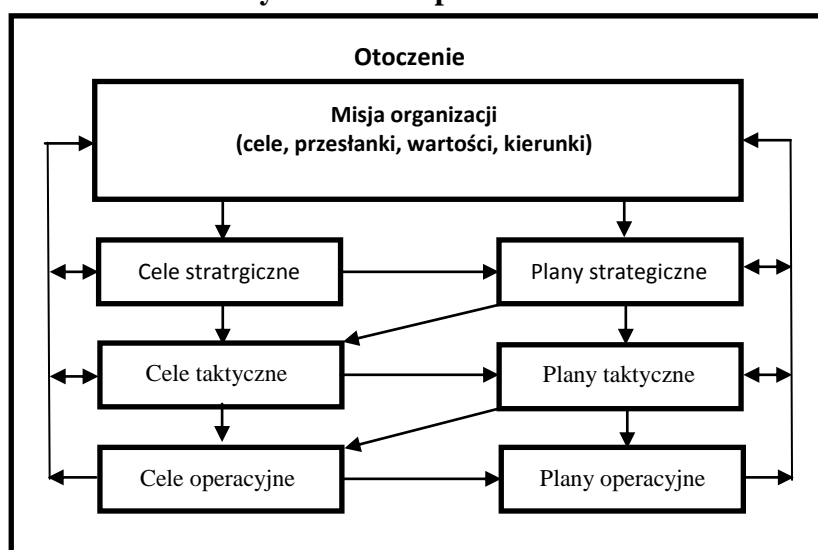 Otoczenie
Misja organizacji
(cele, przesłanki, wartości, kierunki)
Cele stratrgiczne
Plany strategiczne
Cele taktyczne
Plany taktyczne
Cele operacyjne
Plany operacyjne